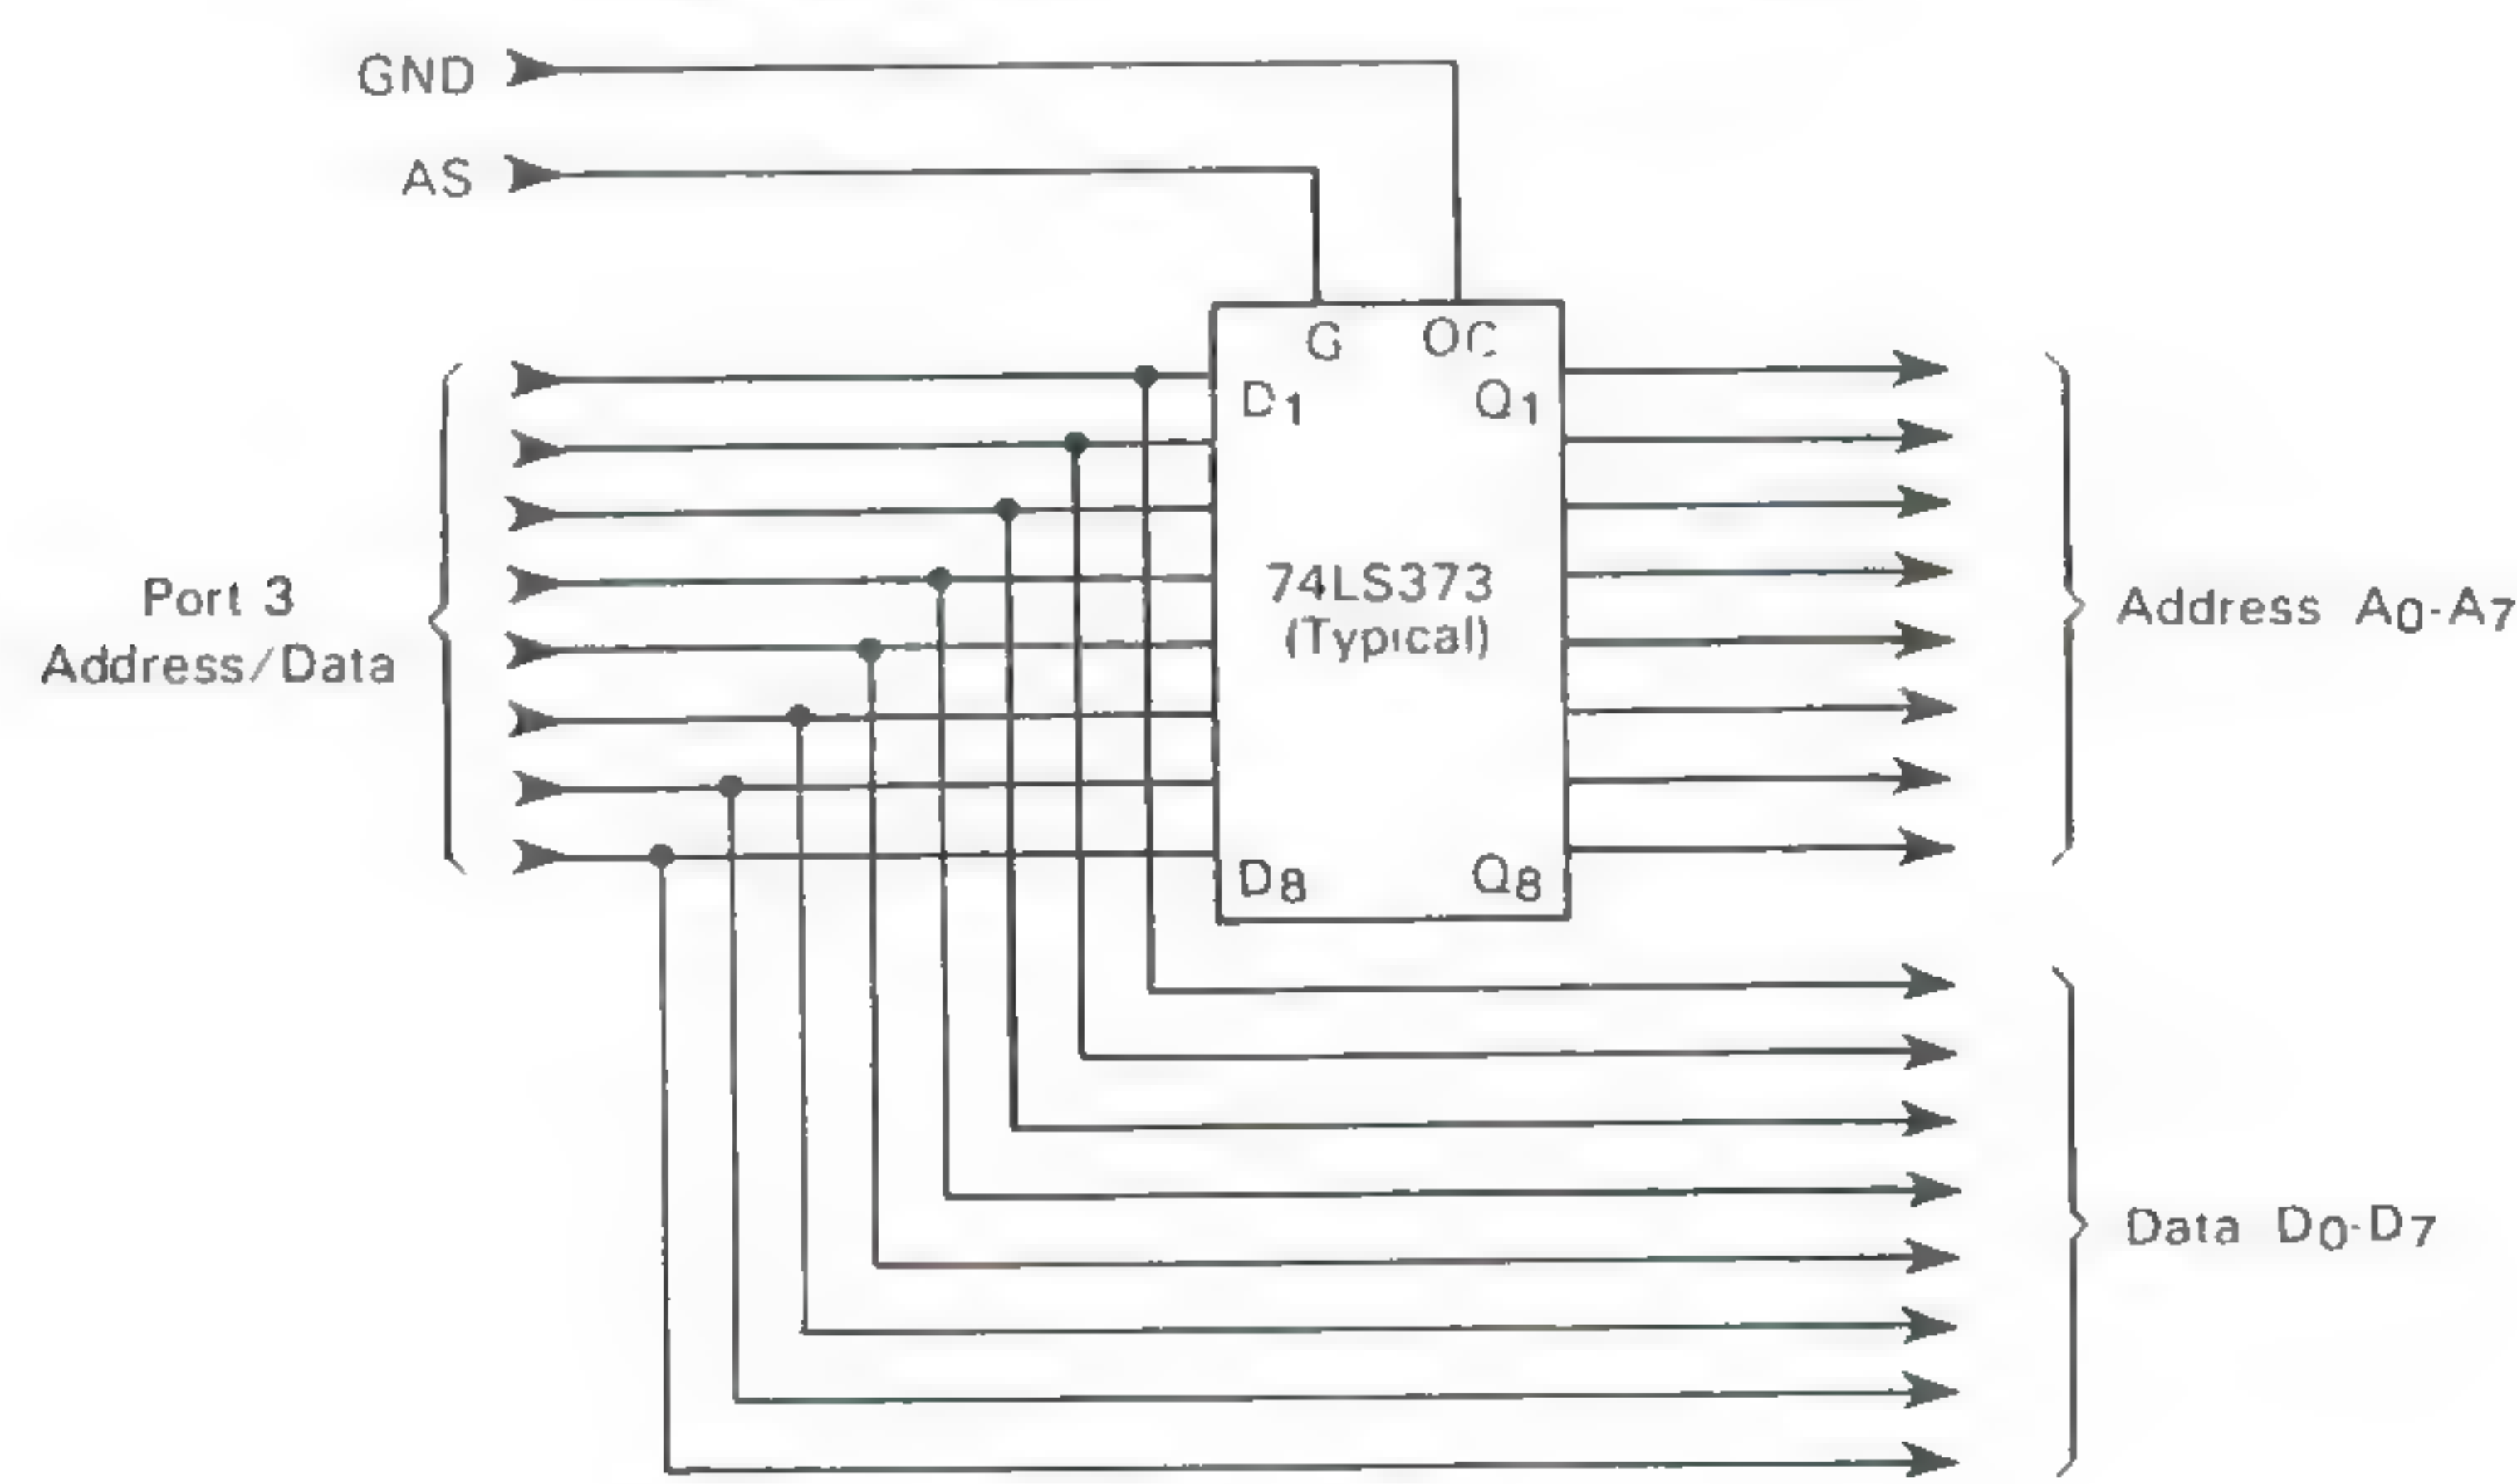 GND
AS
G OC
D1 Q1
Port 3
Address/Data
74LS373
(Typical)
Address A0-A7
D8 Q8
Data D0-D7